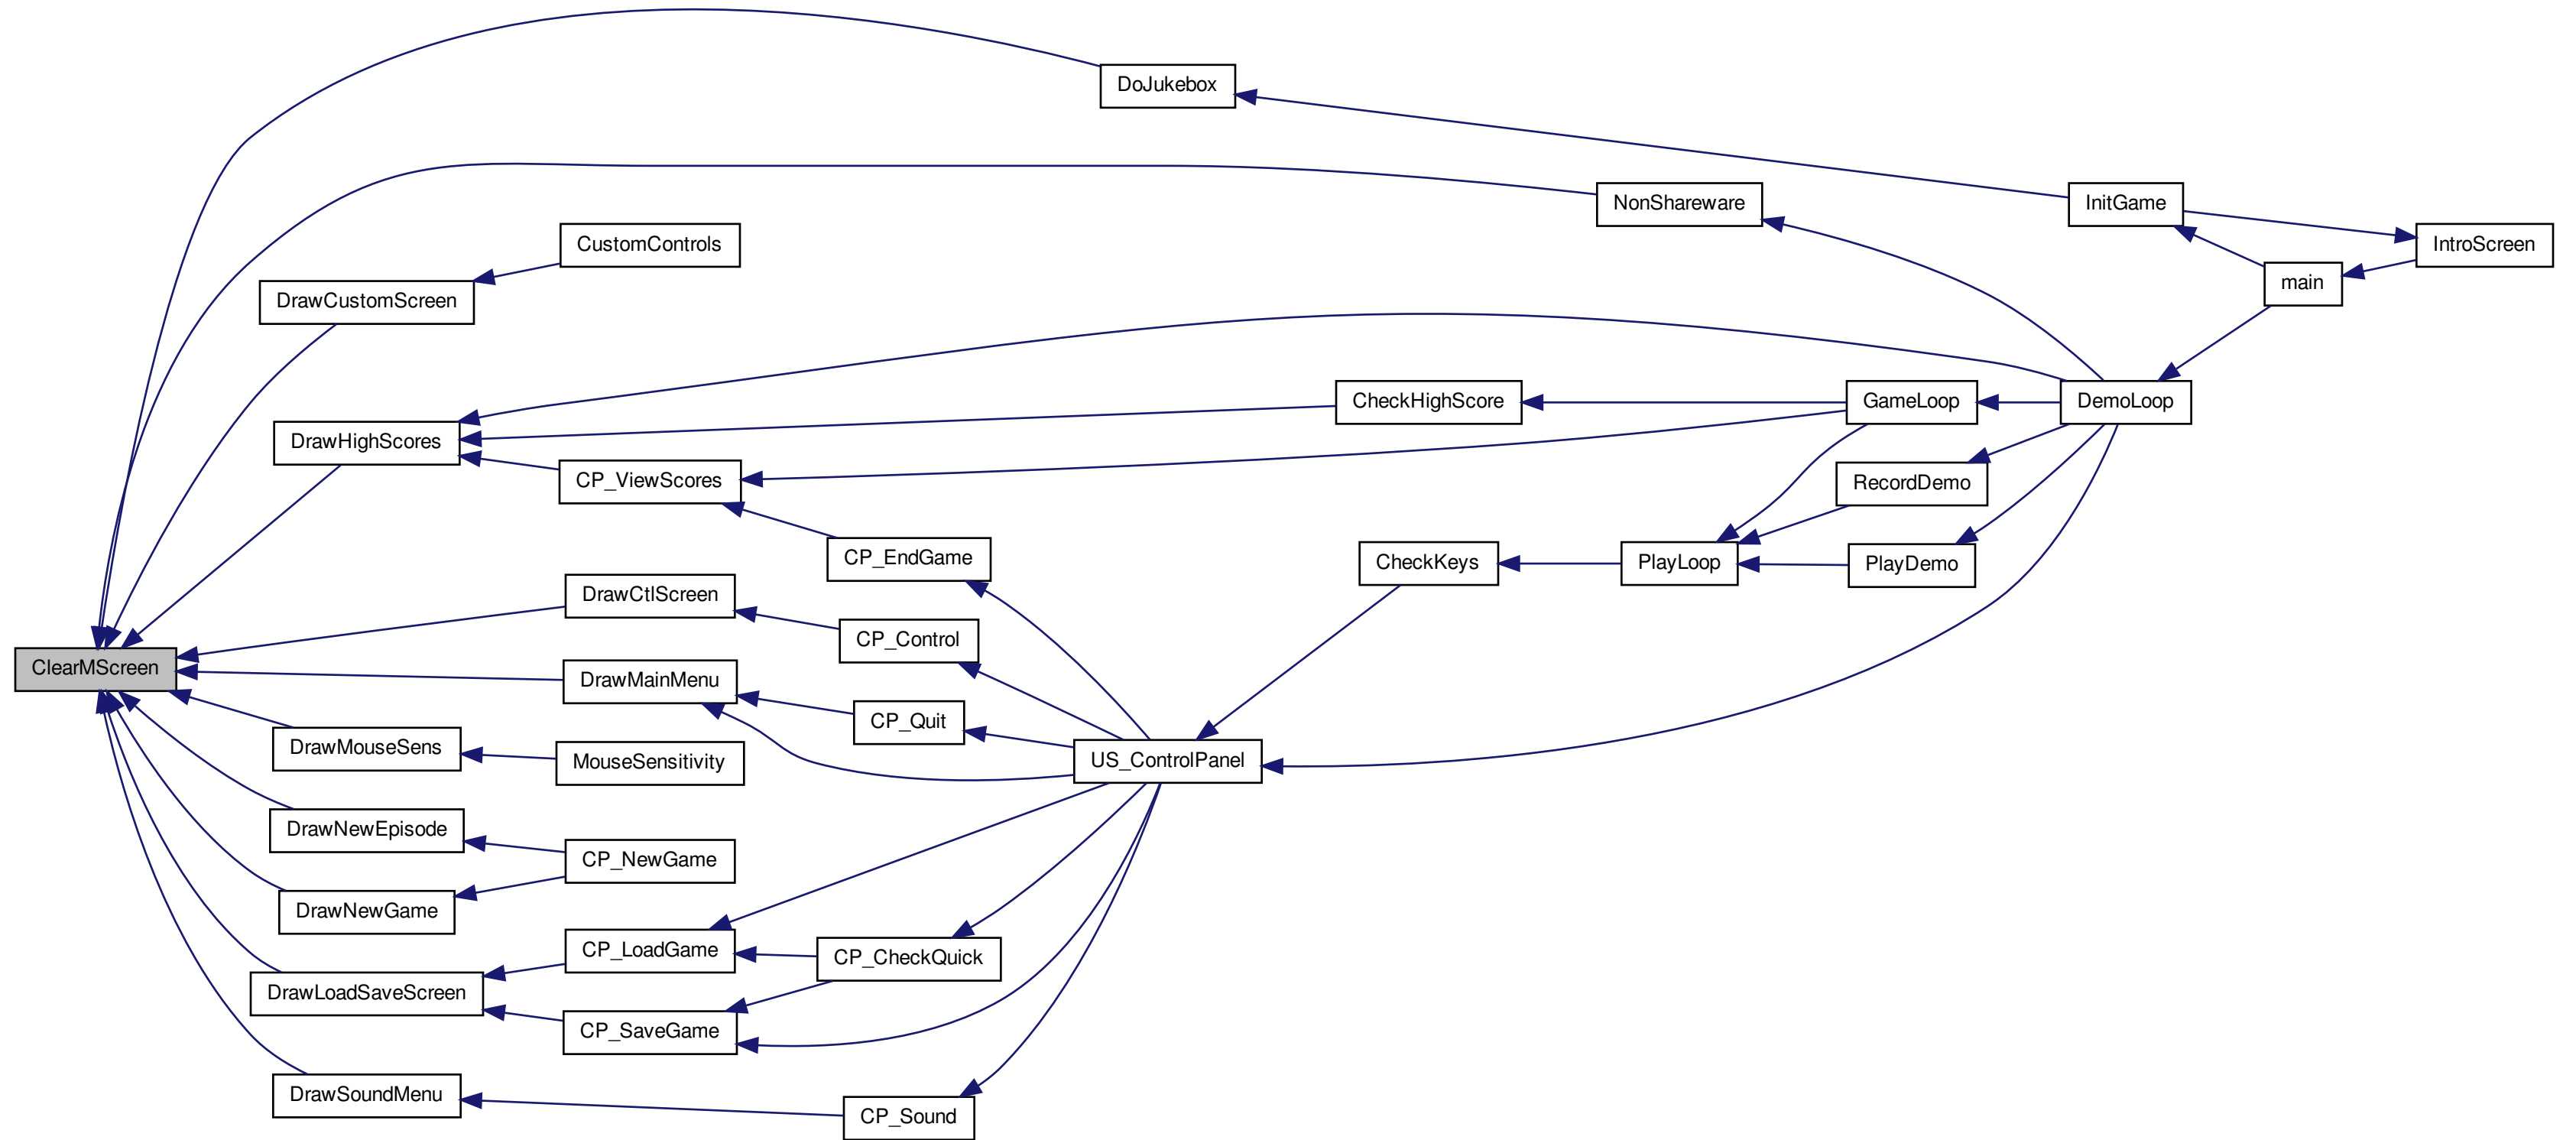 DoJukebox
NonShareware
InitGame
CustomControls
IntroScreen
DrawCustomScreen
main
DrawHighScores
CheckHighScore
GameLoop
DemoLoop
CP_ViewScores
RecordDemo
CP_EndGame
CheckKeys
PlayLoop
PlayDemo
DrawCtlScreen
CP_Control
ClearMScreen
DrawMainMenu
CP_Quit
DrawMouseSens
MouseSensitivity
US_ControlPanel
DrawNewEpisode
CP_NewGame
DrawNewGame
CP_LoadGame
CP_CheckQuick
DrawLoadSaveScreen
CP_SaveGame
DrawSoundMenu
CP_Sound